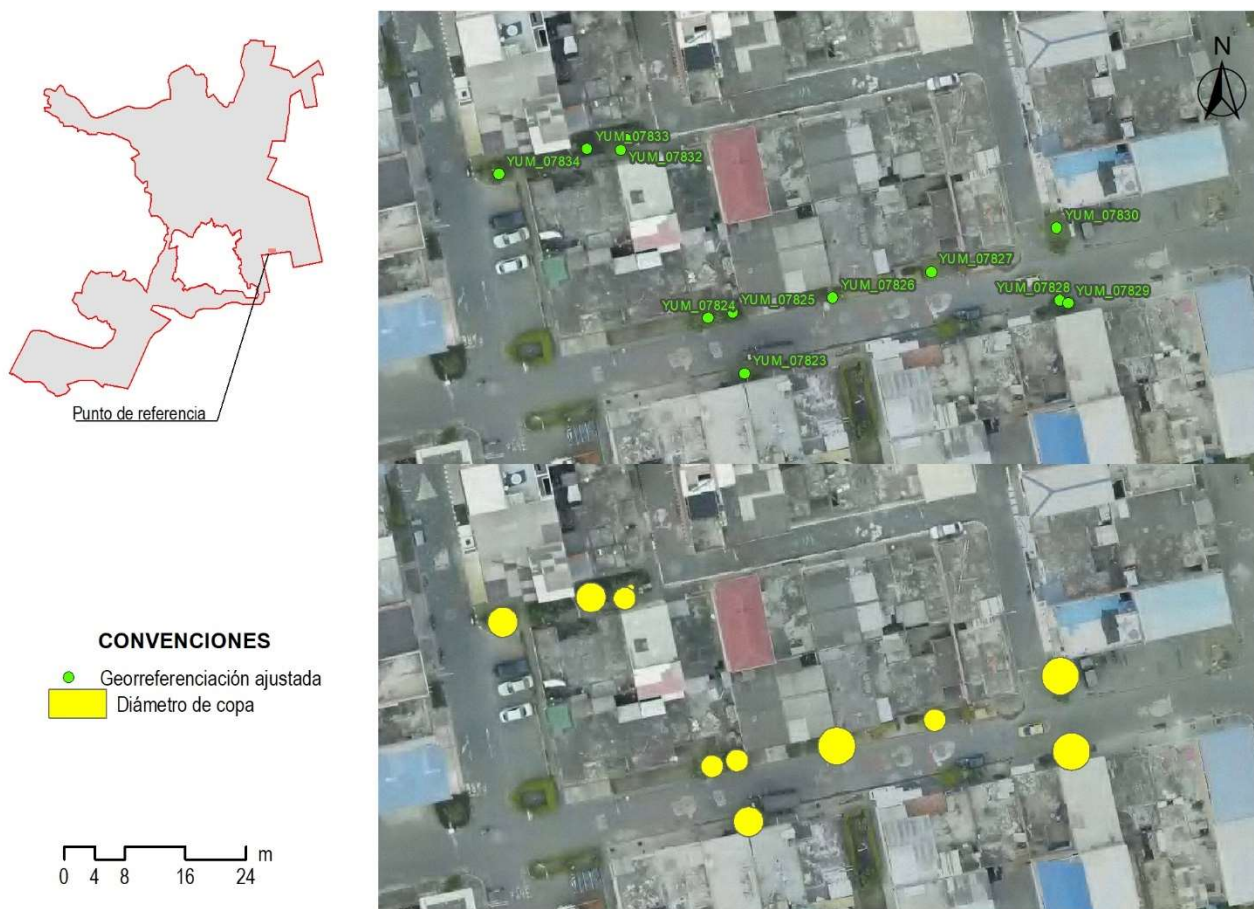 Punto de referencia
N
YUM_07833
YUM_07834
YUM_07832
YUM_07830
YUM_07827
YUM_07826
YUM_07828
YUM_07829
YUM_07824
YUM_07825
YUM_07823
CONVENCIONES
Georreferenciación ajustada
Diámetro de copa
m
0 4 8 16 24